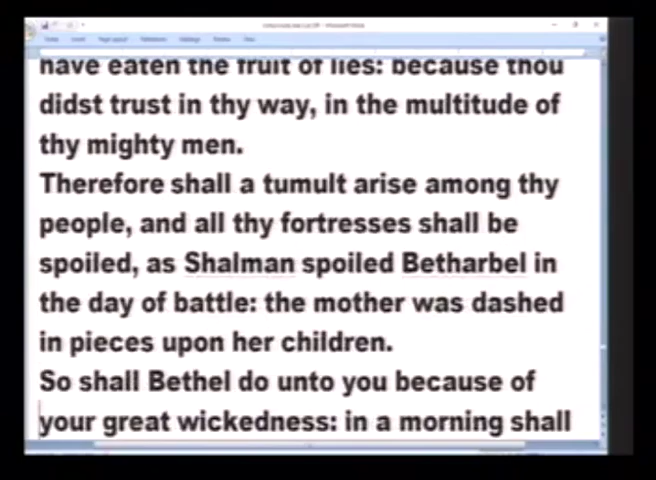 have eaten the fruit of lies: because thou
didst trust in thy way, in the multitude of
thy mighty men.
Therefore shall a tumult arise among thy
people, and all thy fortresses shall be
spoiled, as Shalman spoiled Betharbel in
the day of battle: the mother was dashed
in pieces upon her children.
So shall Bethel do unto you because of
your great wickedness: in a morning shall